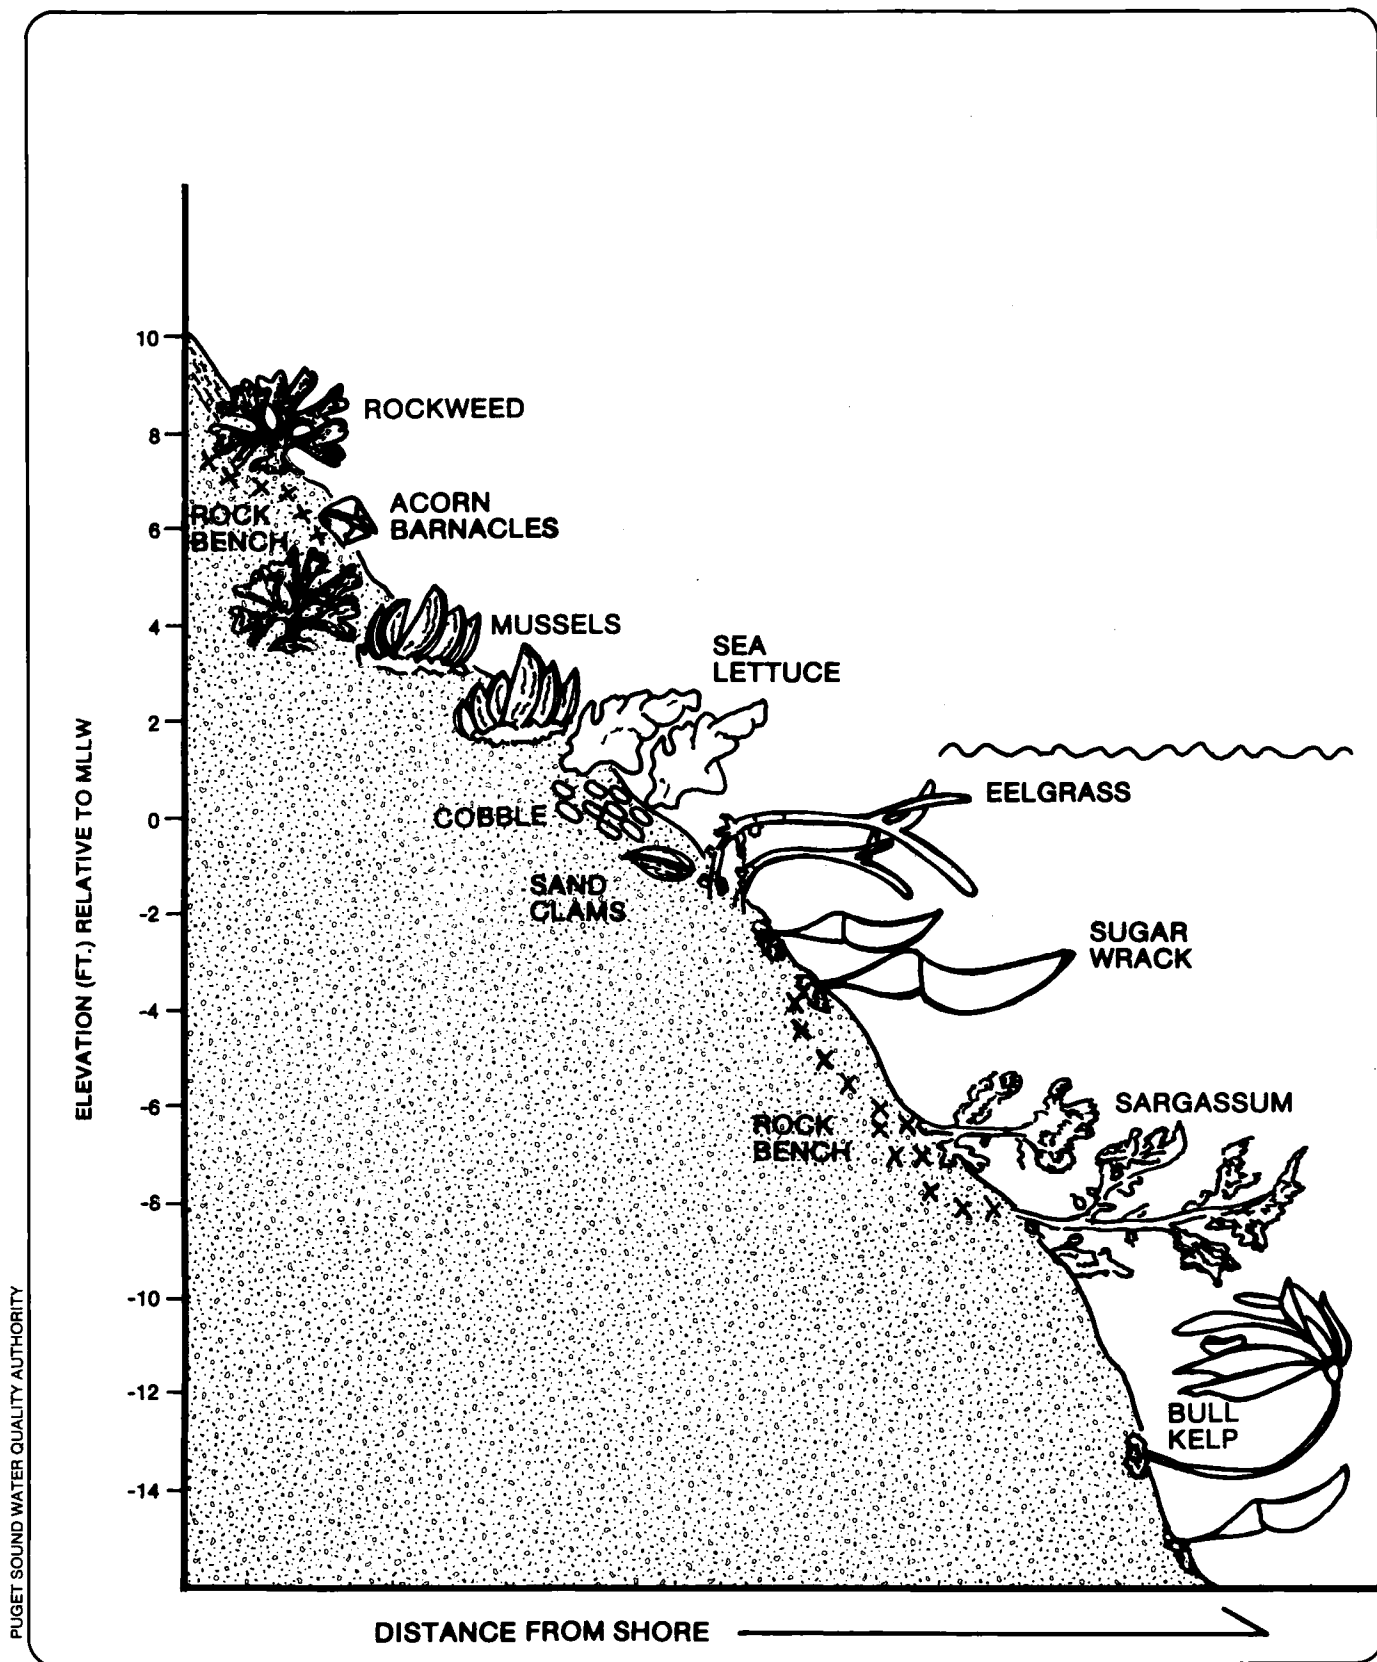 10
ROCKWEED
8
ACORN
BARNACLES
ROCK
BENCH
6
4
MUSSELS
SEA
LETTUCE
2
EELGRASS
COBBLE
0
SAND
CLAMS
-2
SUGAR
WRACK
-4
-6
SARGASSUM
ROCK
BENCH
-8
-10
-12
BULL
KELP
-14
ELEVATION (FT.) RELATIVE TO MLLW
DISTANCE FROM SHORE
PUGET SOUND WATER QUALITY AUTHORITY